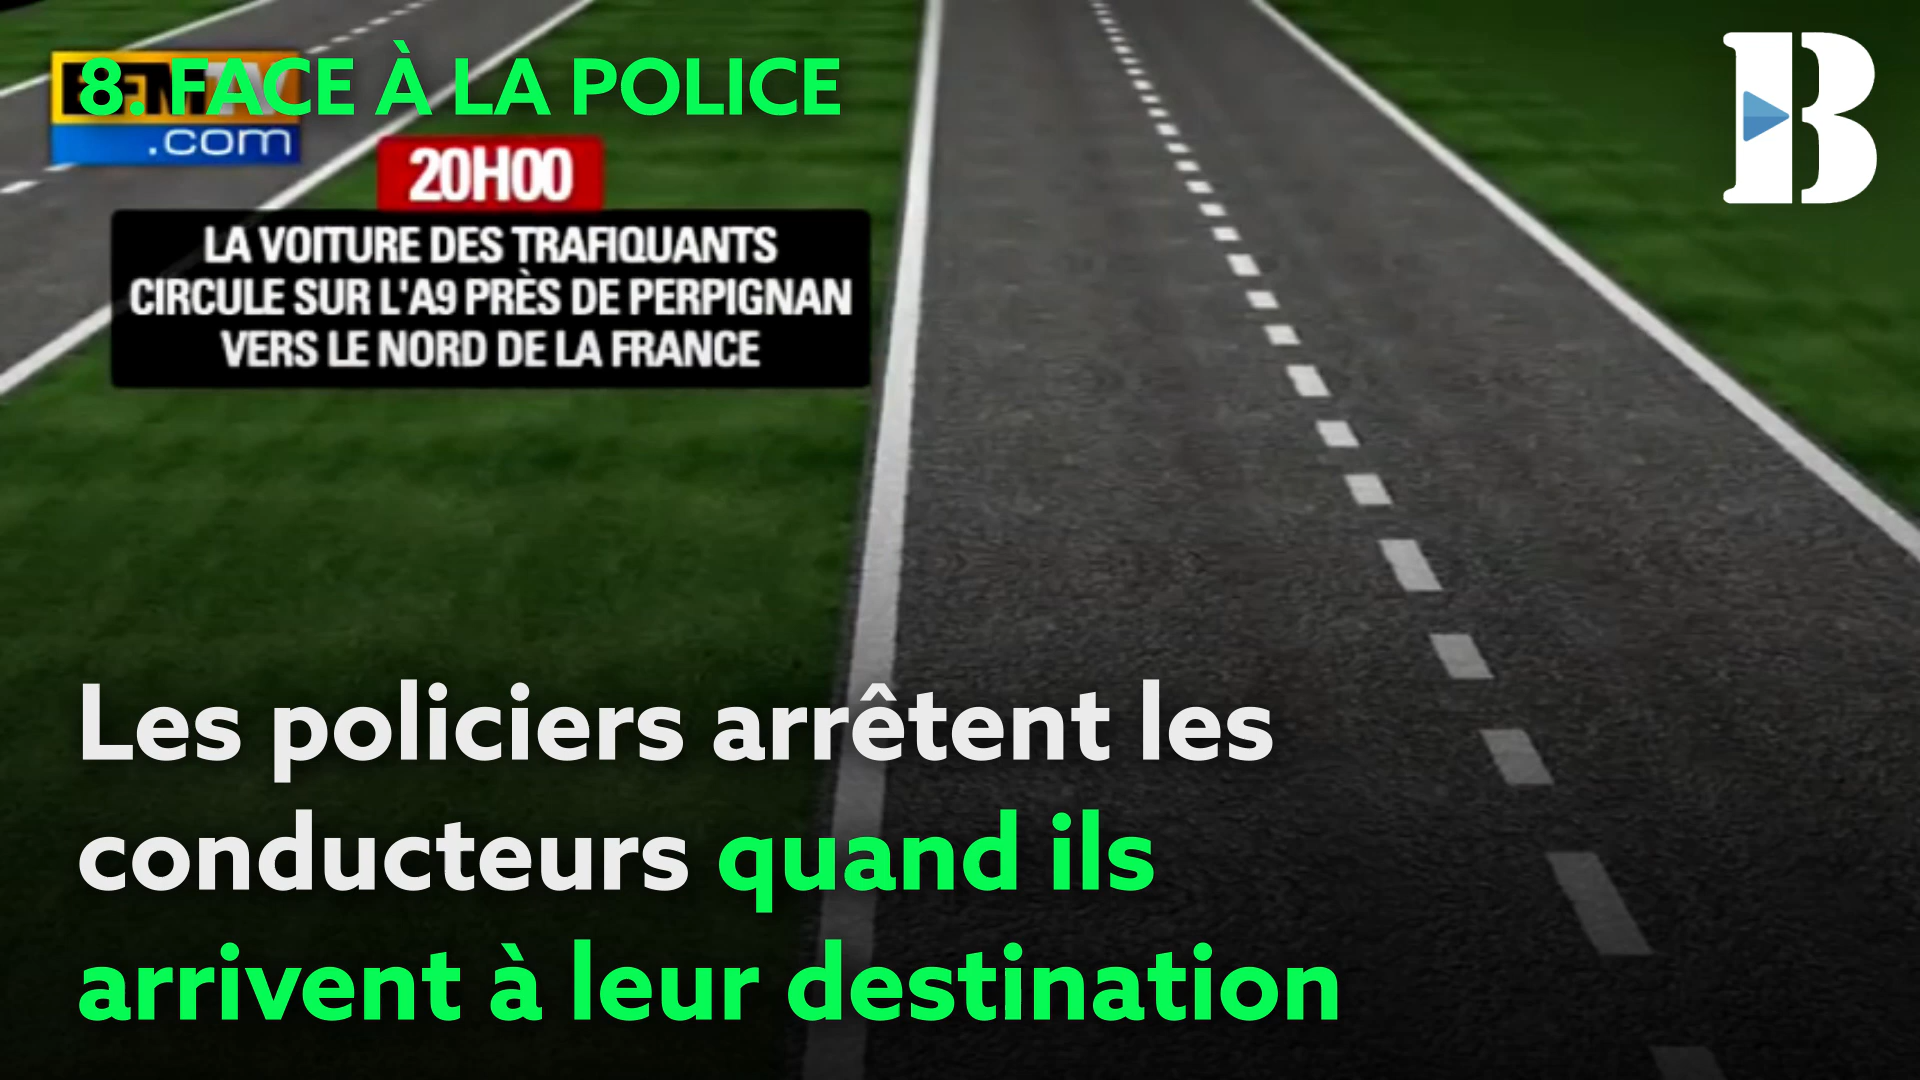 8. FACE À LA POLICE
.com
20H00
LA VOITURE DES TRAFIQUANTS
CIRCULE SUR L'A9 PRÈS DE PERPIGNAN
VERS LE NORD DE LA FRANCE
B
Les policiers arrêtent les
conducteurs quand ils
arrivent à leur destination